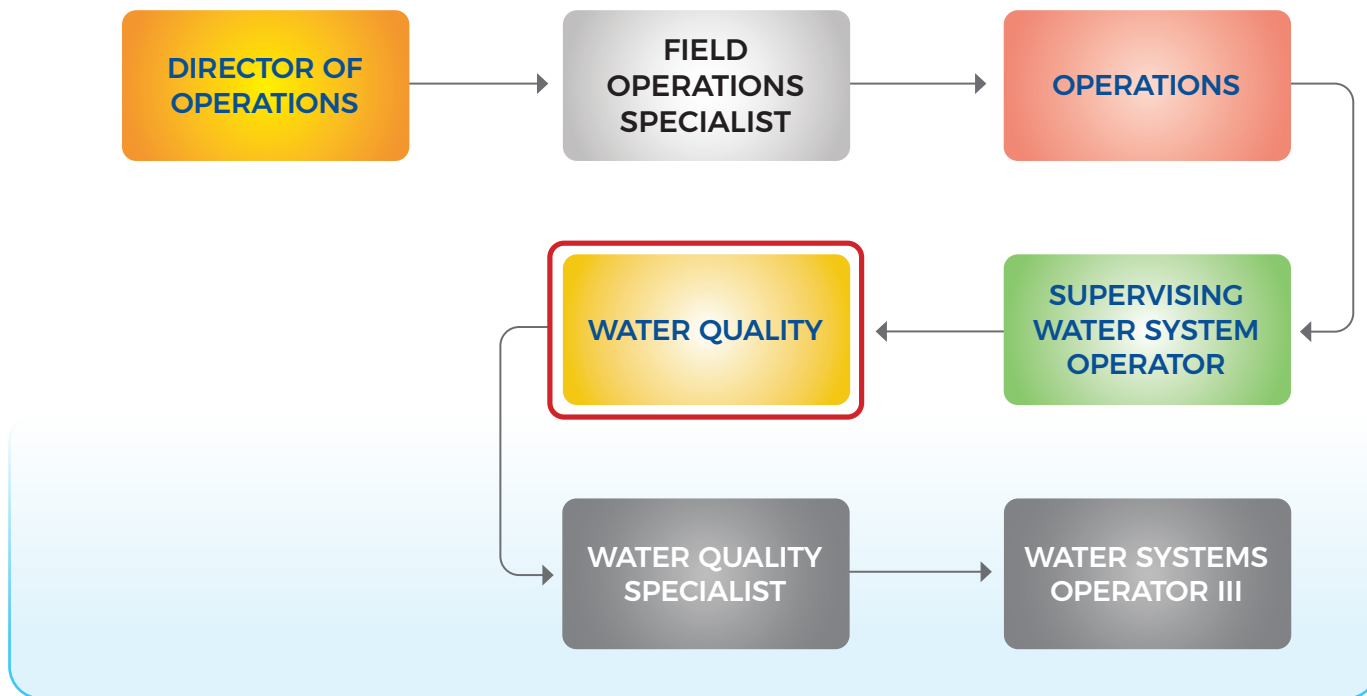 DIRECTOR OF
OPERATIONS
FIELD
OPERATIONS
SPECIALIST
OPERATIONS
SUPERVISING
WATER SYSTEM
OPERATOR
WATER QUALITY
WATER QUALITY
SPECIALIST
WATER SYSTEMS
OPERATOR III